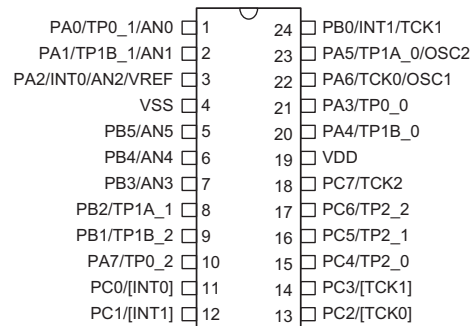 PA0/TP0_1/AN0 1 24 PB0/INT1/TCK1
PA1/TP1B_1/AN1 2 23 PA5/TP1A_0/OSC2
PA2/INT0/AN2/VREF 3 22 PA6/TCK0/OSC1
VSS 4 21 PA3/TP0_0
PB5/AN5 5 20 PA4/TP1B_0
PB4/AN4 6 19 VDD
PB3/AN3 7 18 PC7/TCK2
PB2/TP1A_1 8 17 PC6/TP2_2
PB1/TP1B_2 9 16 PC5/TP2_1
PA7/TP0_2 10 15 PC4/TP2_0
PC0/[INT0] 11 14 PC3/[TCK1]
PC1/[INT1] 12 13 PC2/[TCK0]